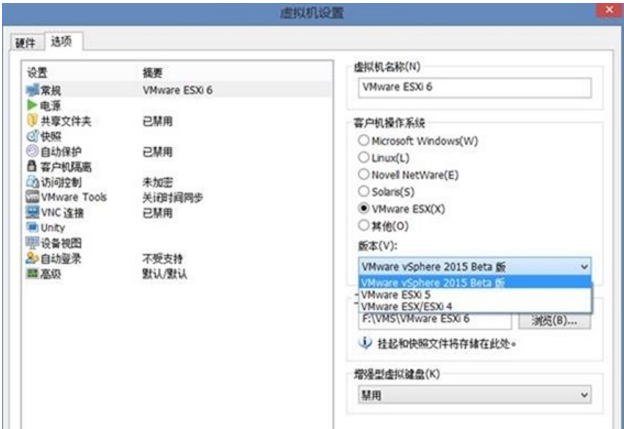 虚拟机设置
硬件 选项
设置 摘要
常规 VMware ESXi 6
电源
共享文件夹 已禁用
快照
自动保护 已禁用
客户机隔离
访问控制 未加密
VMware Tools 关闭时间同步
VNC 连接 已禁用
Unity
设备视图
自动登录 不受支持
高级 默认/默认
虚拟机名称(N)
VMware ESXi 6
客户机操作系统
Microsoft Windows(W)
Linux(L)
Novell NetWare(E)
Solaris(S)
VMware ESX(X)
其他(O)
版本(V):
VMware vSphere 2015 Beta 版
VMware vSphere 2015 Beta 版
VMware ESXi 5
VMware ESX/ESXi 4
F:\VMS\VMware ESXi 6 浏览(B)...
挂起和快照文件将存储在此处。
增强型虚拟键盘(K)
禁用